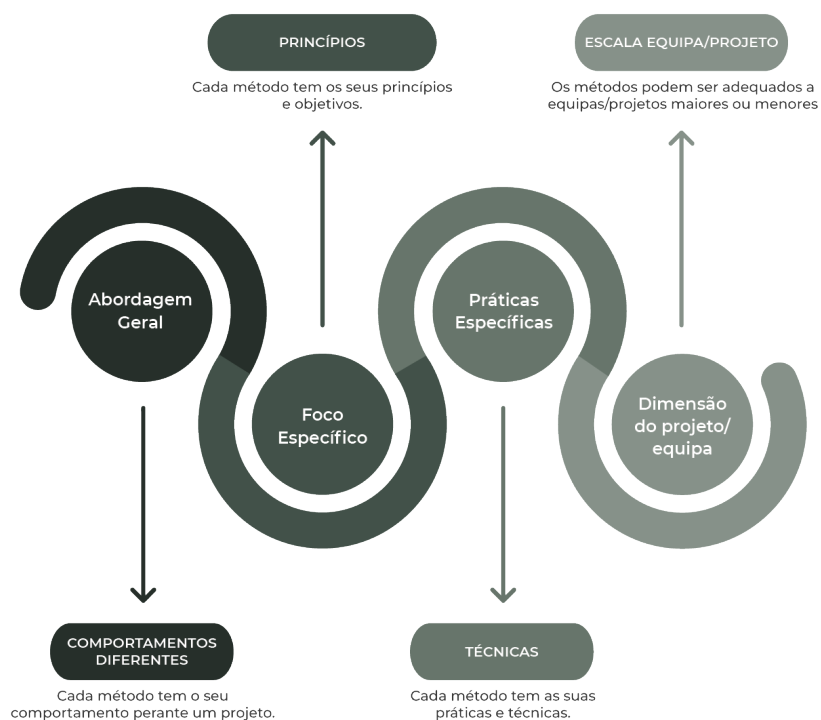 PRINCÍPIOS
Cada método tem os seus princípios
e objetivos.
ESCALA EQUIPA/PROJETO
Os métodos podem ser adequados a
equipas/projetos maiores ou menores
Abordagem
Geral
Foco
Específico
Práticas
Específicas
Dimensão
do projeto/
equipa
COMPORTAMENTOS
DIFERENTES
Cada método tem o seu
comportamento perante um projeto.
TÉCNICAS
Cada método tem as suas
práticas e técnicas.